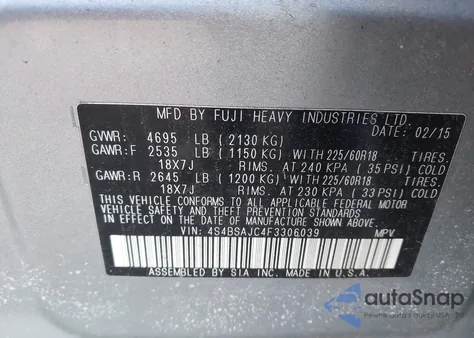 MFD BY FUJI HEAVY INDUSTRIES LTD.
DATE: 02/15
GVWR: 4695 LB (2130 KG)
GAWR:F 2535 LB (1150 KG) WITH 225/60R18 TIRES.
18X7J RIMS. AT 240 KPA (35 PSI) COLD
GAWR:R 2645 LB (1200 KG) WITH 225/60R18 TIRES.
18X7J RIMS. AT 230 KPA (33 PSI) COLD
THIS VEHICLE CONFORMS TO ALL APPLICABLE FEDERAL MOTOR
VEHICLE SAFETY AND THEFT PREVENTION STANDARDS IN EFFECT
ON THE DATE OF MANUFACTURE SHOWN ABOVE.
VIN: 4S4BSAJC4F3306039 MPV
ASSEMBLED BY S.I.A INC. MADE IN U.S.A.
autoSnap